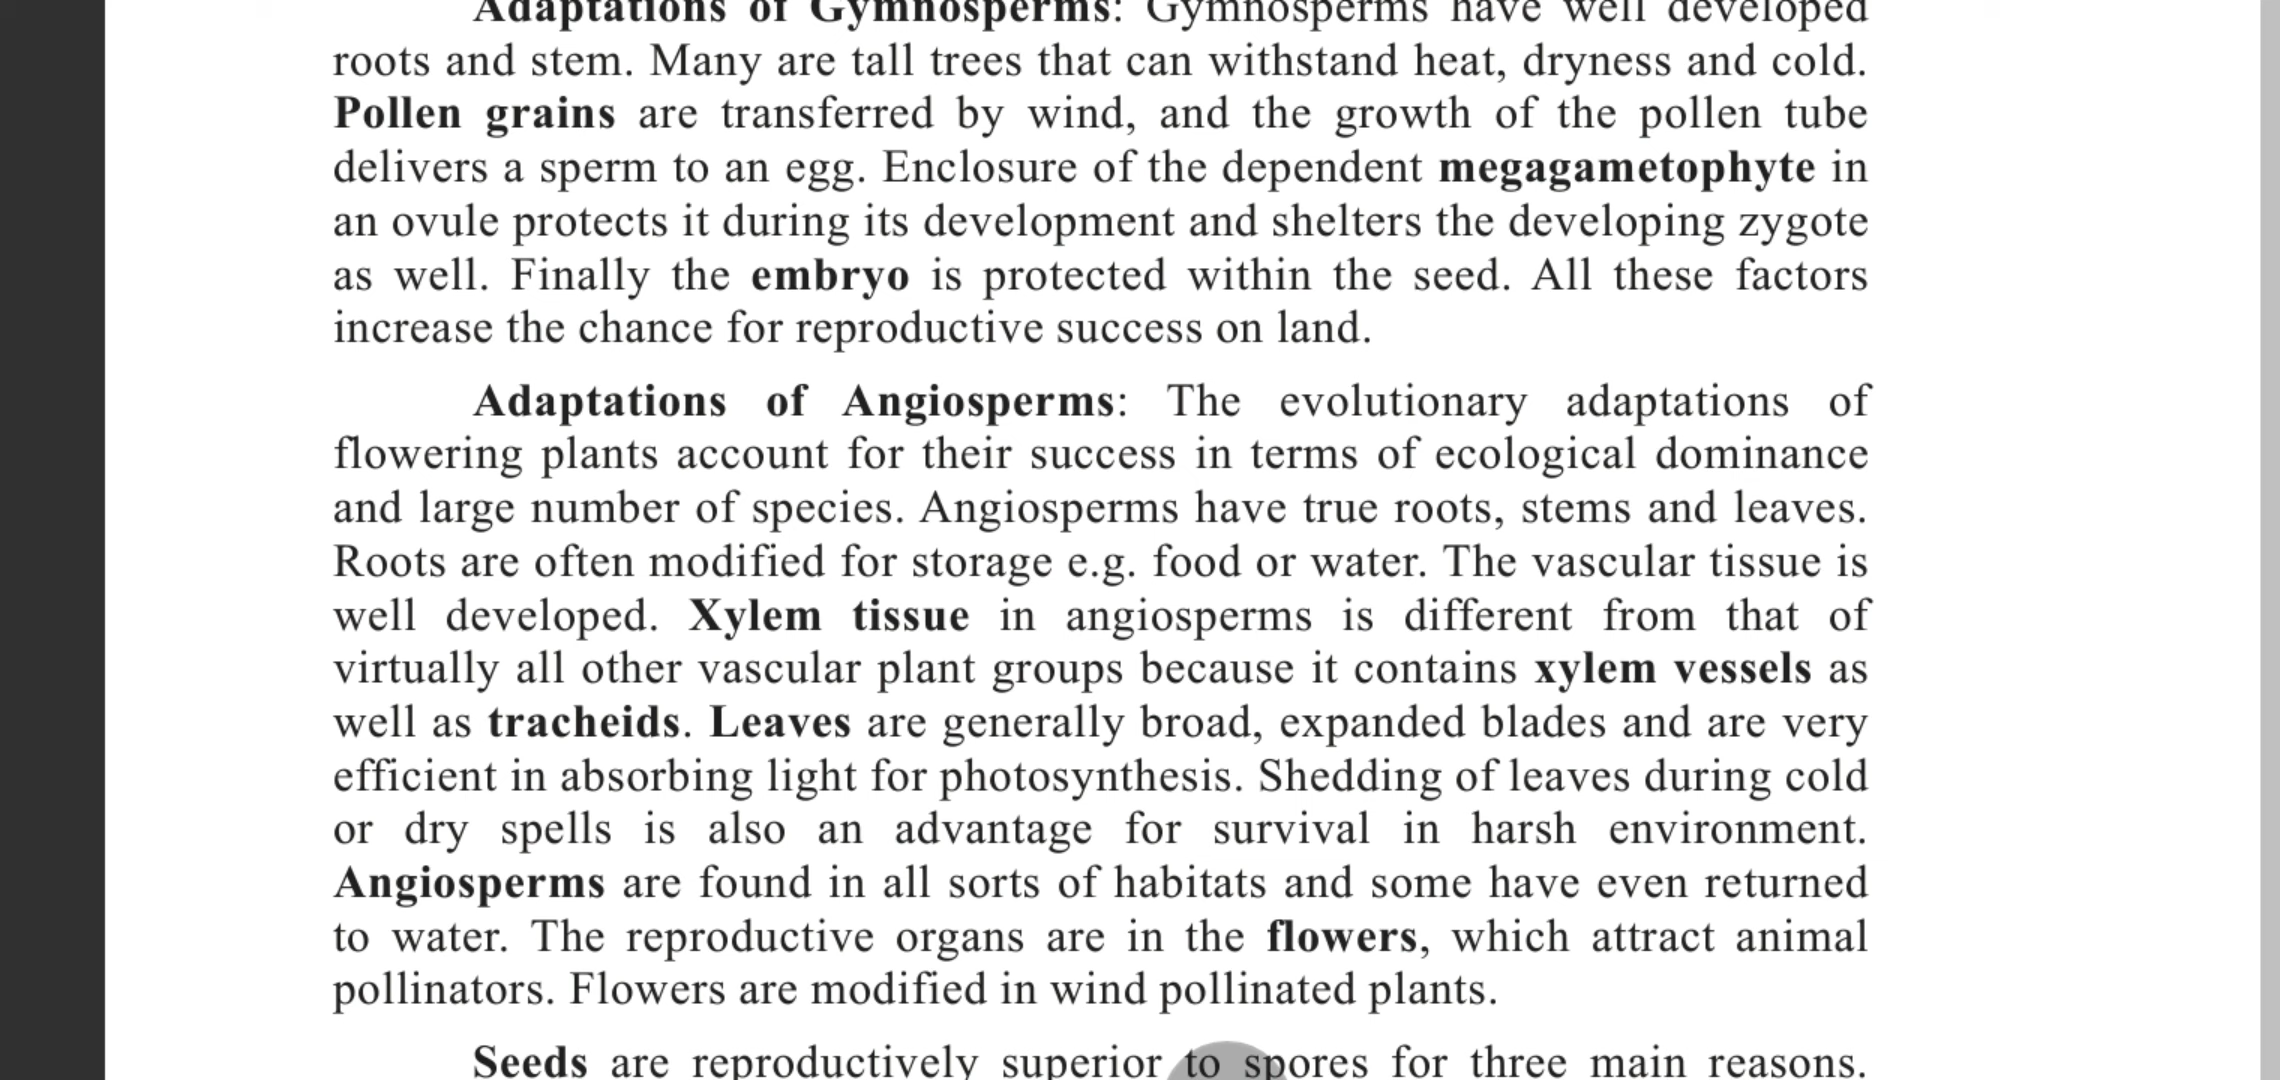 Adaptations of Gymnosperms: Gymnosperms have well developed
roots and stem. Many are tall trees that can withstand heat, dryness and cold.
Pollen grains are transferred by wind, and the growth of the pollen tube
delivers a sperm to an egg. Enclosure of the dependent megagametophyte in
an ovule protects it during its development and shelters the developing zygote
as well. Finally the embryo is protected within the seed. All these factors
increase the chance for reproductive success on land.
Adaptations of Angiosperms: The evolutionary adaptations of
flowering plants account for their success in terms of ecological dominance
and large number of species. Angiosperms have true roots, stems and leaves.
Roots are often modified for storage e.g. food or water. The vascular tissue is
well developed. Xylem tissue in angiosperms is different from that of
virtually all other vascular plant groups because it contains xylem vessels as
well as tracheids. Leaves are generally broad, expanded blades and are very
efficient in absorbing light for photosynthesis. Shedding of leaves during cold
or dry spells is also an advantage for survival in harsh environment.
Angiosperms are found in all sorts of habitats and some have even returned
to water. The reproductive organs are in the flowers, which attract animal
pollinators. Flowers are modified in wind pollinated plants.
Seeds are reproductively superior to spores for three main reasons.